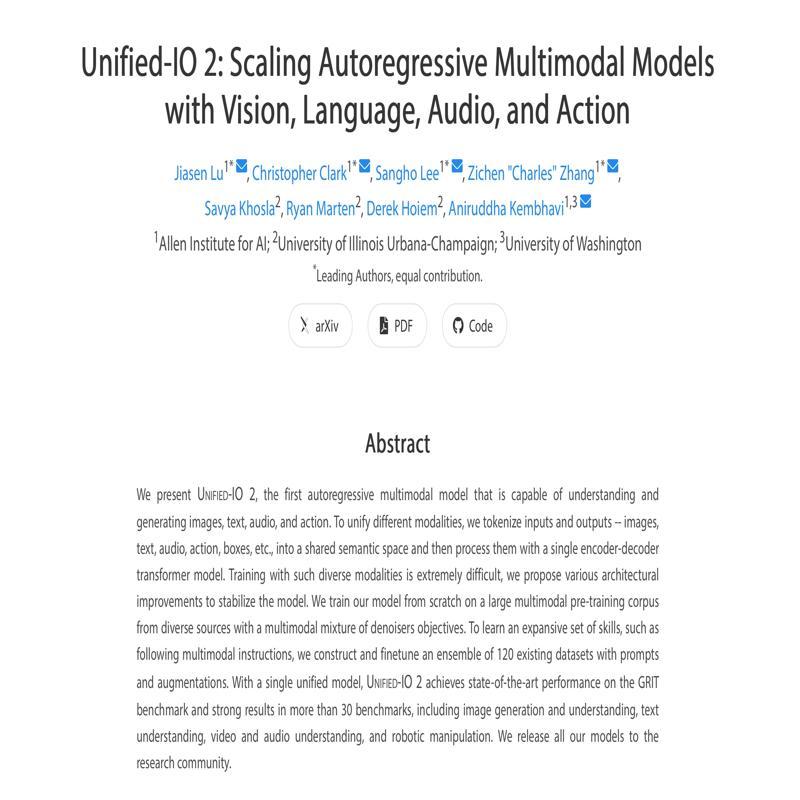 Unified-IO 2: Scaling Autoregressive Multimodal Models
with Vision, Language, Audio, and Action
Jiasen Lu1*, Christopher Clark1*, Sangho Lee1*, Zichen "Charles" Zhang1*,
Savya Khosla2, Ryan Marten2, Derek Hoiem2, Aniruddha Kembhavi1,3
1Allen Institute for AI; 2University of Illinois Urbana-Champaign; 3University of Washington
*Leading Authors, equal contribution.
arXiv PDF Code
Abstract
We present UNIFIED-IO 2, the first autoregressive multimodal model that is capable of understanding and
generating images, text, audio, and action. To unify different modalities, we tokenize inputs and outputs -- images,
text, audio, action, boxes, etc., into a shared semantic space and then process them with a single encoder-decoder
transformer model. Training with such diverse modalities is extremely difficult, we propose various architectural
improvements to stabilize the model. We train our model from scratch on a large multimodal pre-training corpus
from diverse sources with a multimodal mixture of denoisers objectives. To learn an expansive set of skills, such as
following multimodal instructions, we construct and finetune an ensemble of 120 existing datasets with prompts
and augmentations. With a single unified model, UNIFIED-IO 2 achieves state-of-the-art performance on the GRIT
benchmark and strong results in more than 30 benchmarks, including image generation and understanding, text
understanding, video and audio understanding, and robotic manipulation. We release all our models to the
research community.